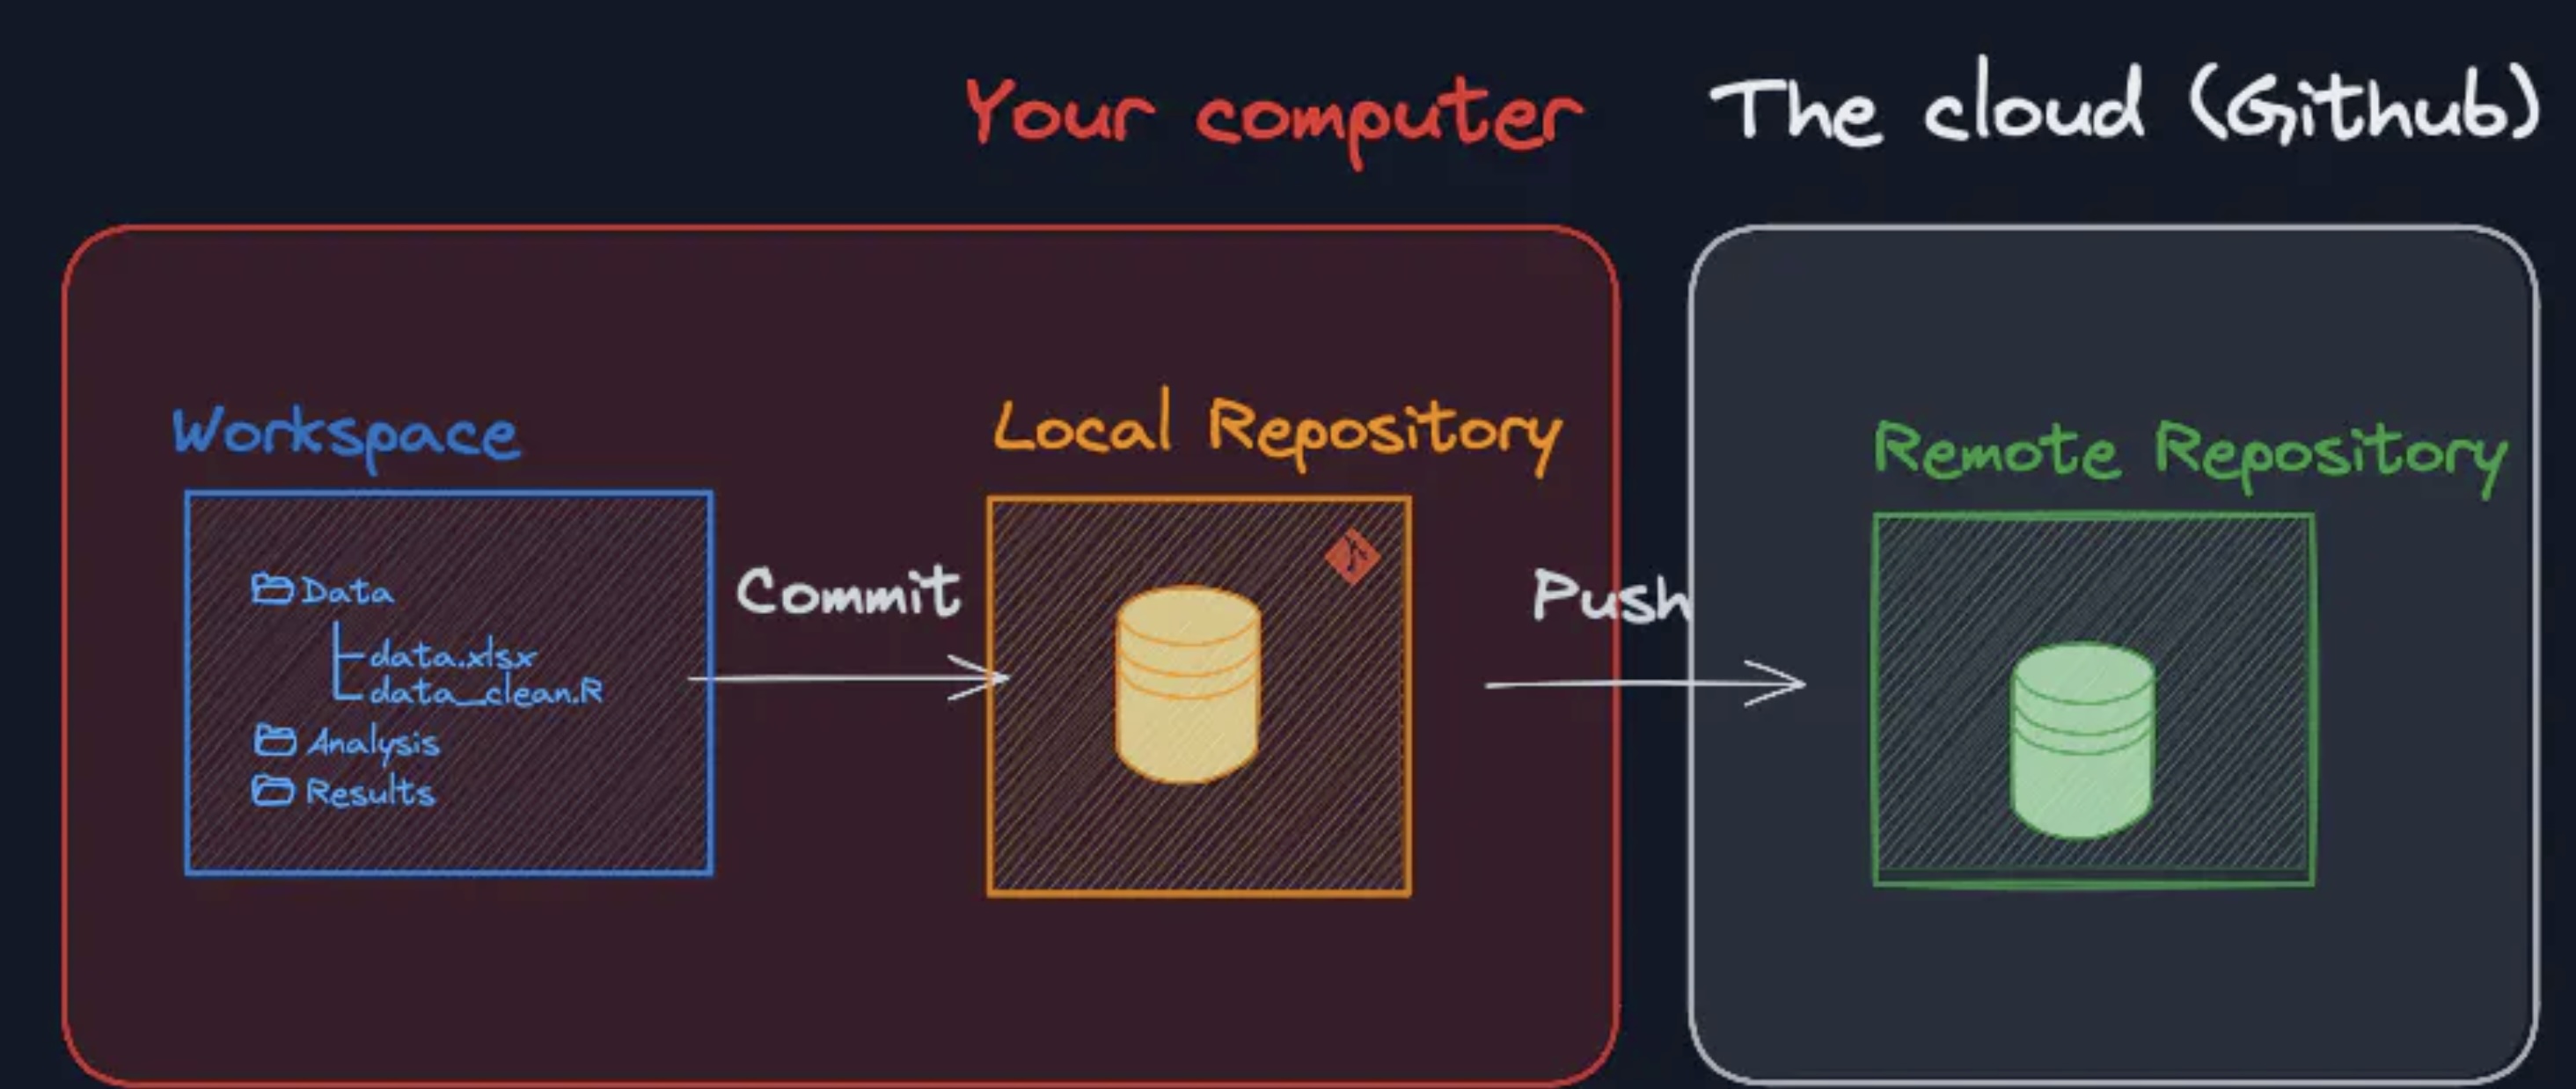 Your computer
The cloud (Github)
Workspace
Local Repository
Remote Repository
Data
data.xlsx
data_clean.R
Analysis
Results
Commit
Push